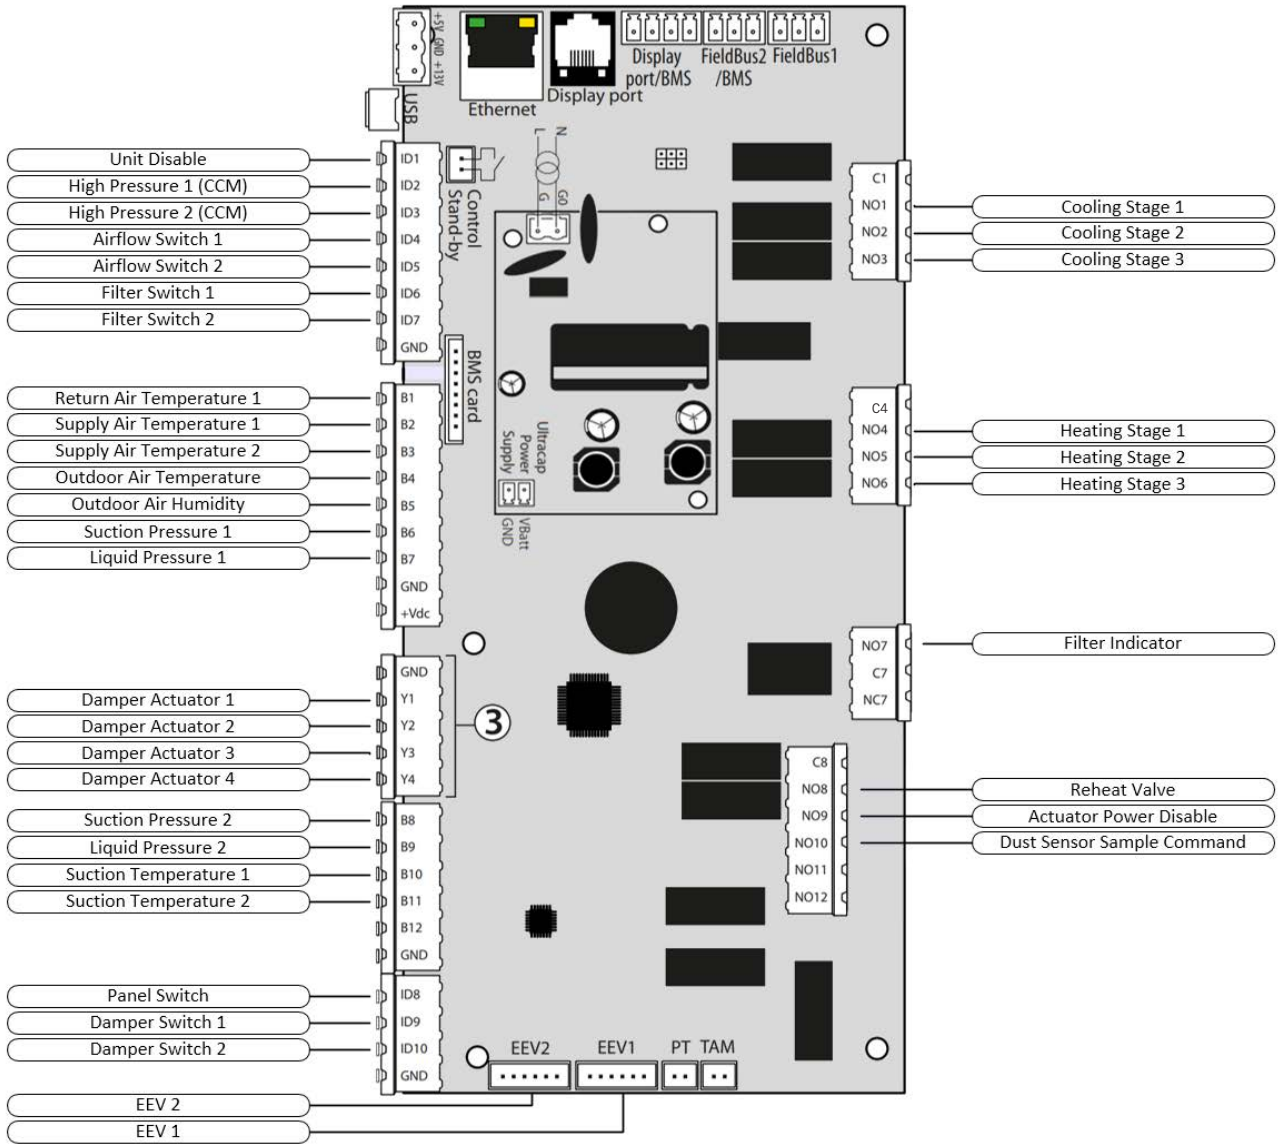 +5V GND +13V
USB
Ethernet
Display port
Display
port/BMS
FieldBus2
/BMS
FieldBus1
Unit Disable
High Pressure 1 (CCM)
High Pressure 2 (CCM)
Airflow Switch 1
Airflow Switch 2
Filter Switch 1
Filter Switch 2
ID1
ID2
ID3
ID4
ID5
ID6
ID7
GND
Control
Stand-by
L
N
G
G0
BMS card
Return Air Temperature 1
Supply Air Temperature 1
Supply Air Temperature 2
Outdoor Air Temperature
Outdoor Air Humidity
Suction Pressure 1
Liquid Pressure 1
B1
B2
B3
B4
B5
B6
B7
GND
+Vdc
Ultracap
Power
Supply
VBatt
GND
Damper Actuator 1
Damper Actuator 2
Damper Actuator 3
Damper Actuator 4
GND
Y1
Y2
Y3
Y4
3
Suction Pressure 2
Liquid Pressure 2
Suction Temperature 1
Suction Temperature 2
B8
B9
B10
B11
B12
GND
Panel Switch
Damper Switch 1
Damper Switch 2
ID8
ID9
ID10
GND
EEV 2
EEV 1
EEV2
EEV1
PT
TAM
C1
NO1
NO2
NO3
Cooling Stage 1
Cooling Stage 2
Cooling Stage 3
C4
NO4
NO5
NO6
Heating Stage 1
Heating Stage 2
Heating Stage 3
NO7
C7
NC7
Filter Indicator
C8
NO8
NO9
NO10
NO11
NO12
Reheat Valve
Actuator Power Disable
Dust Sensor Sample Command